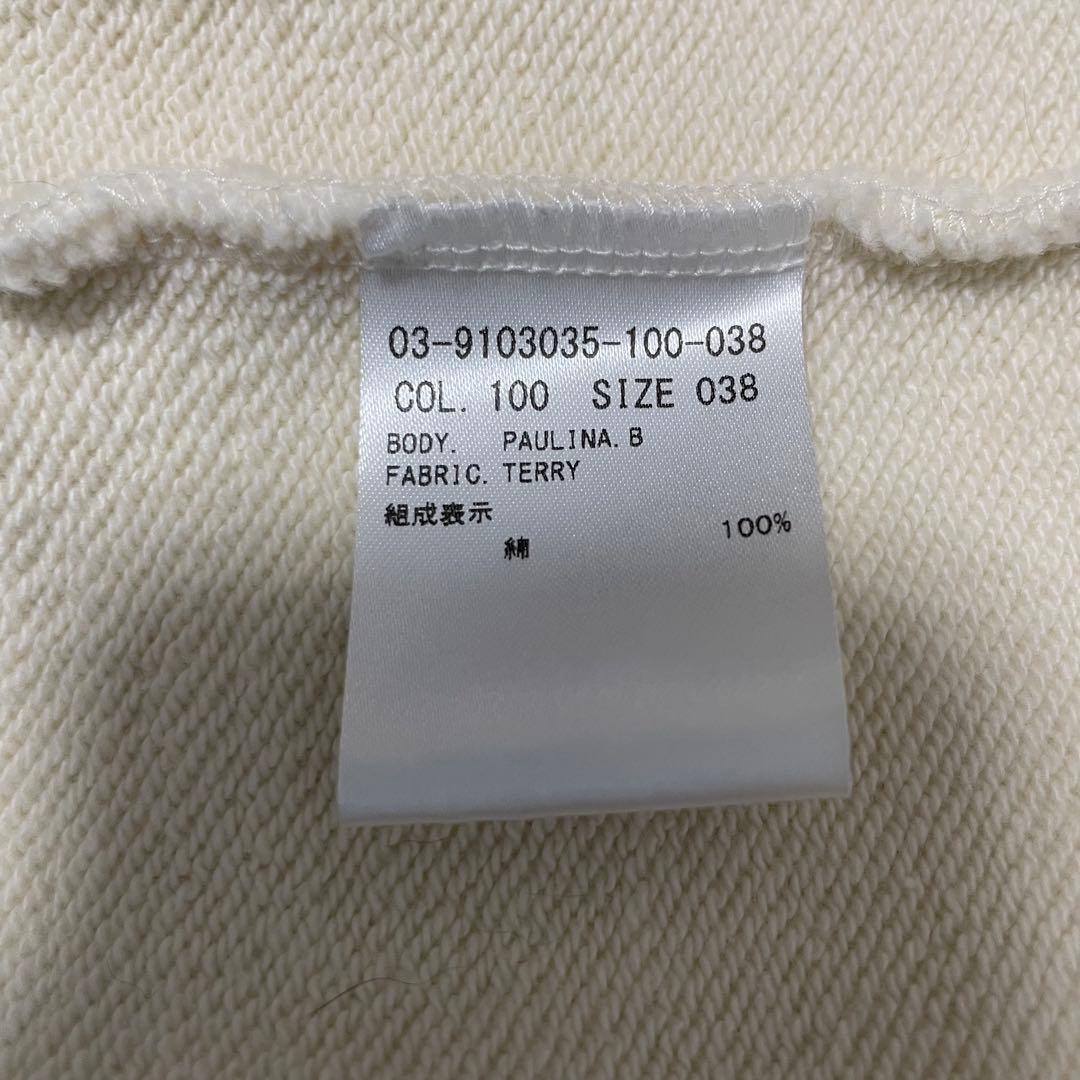 03-9103035-100-038
COL. 100 SIZE 038
BODY. PAULINA.B
FABRIC. TERRY
組成表示
綿 100%